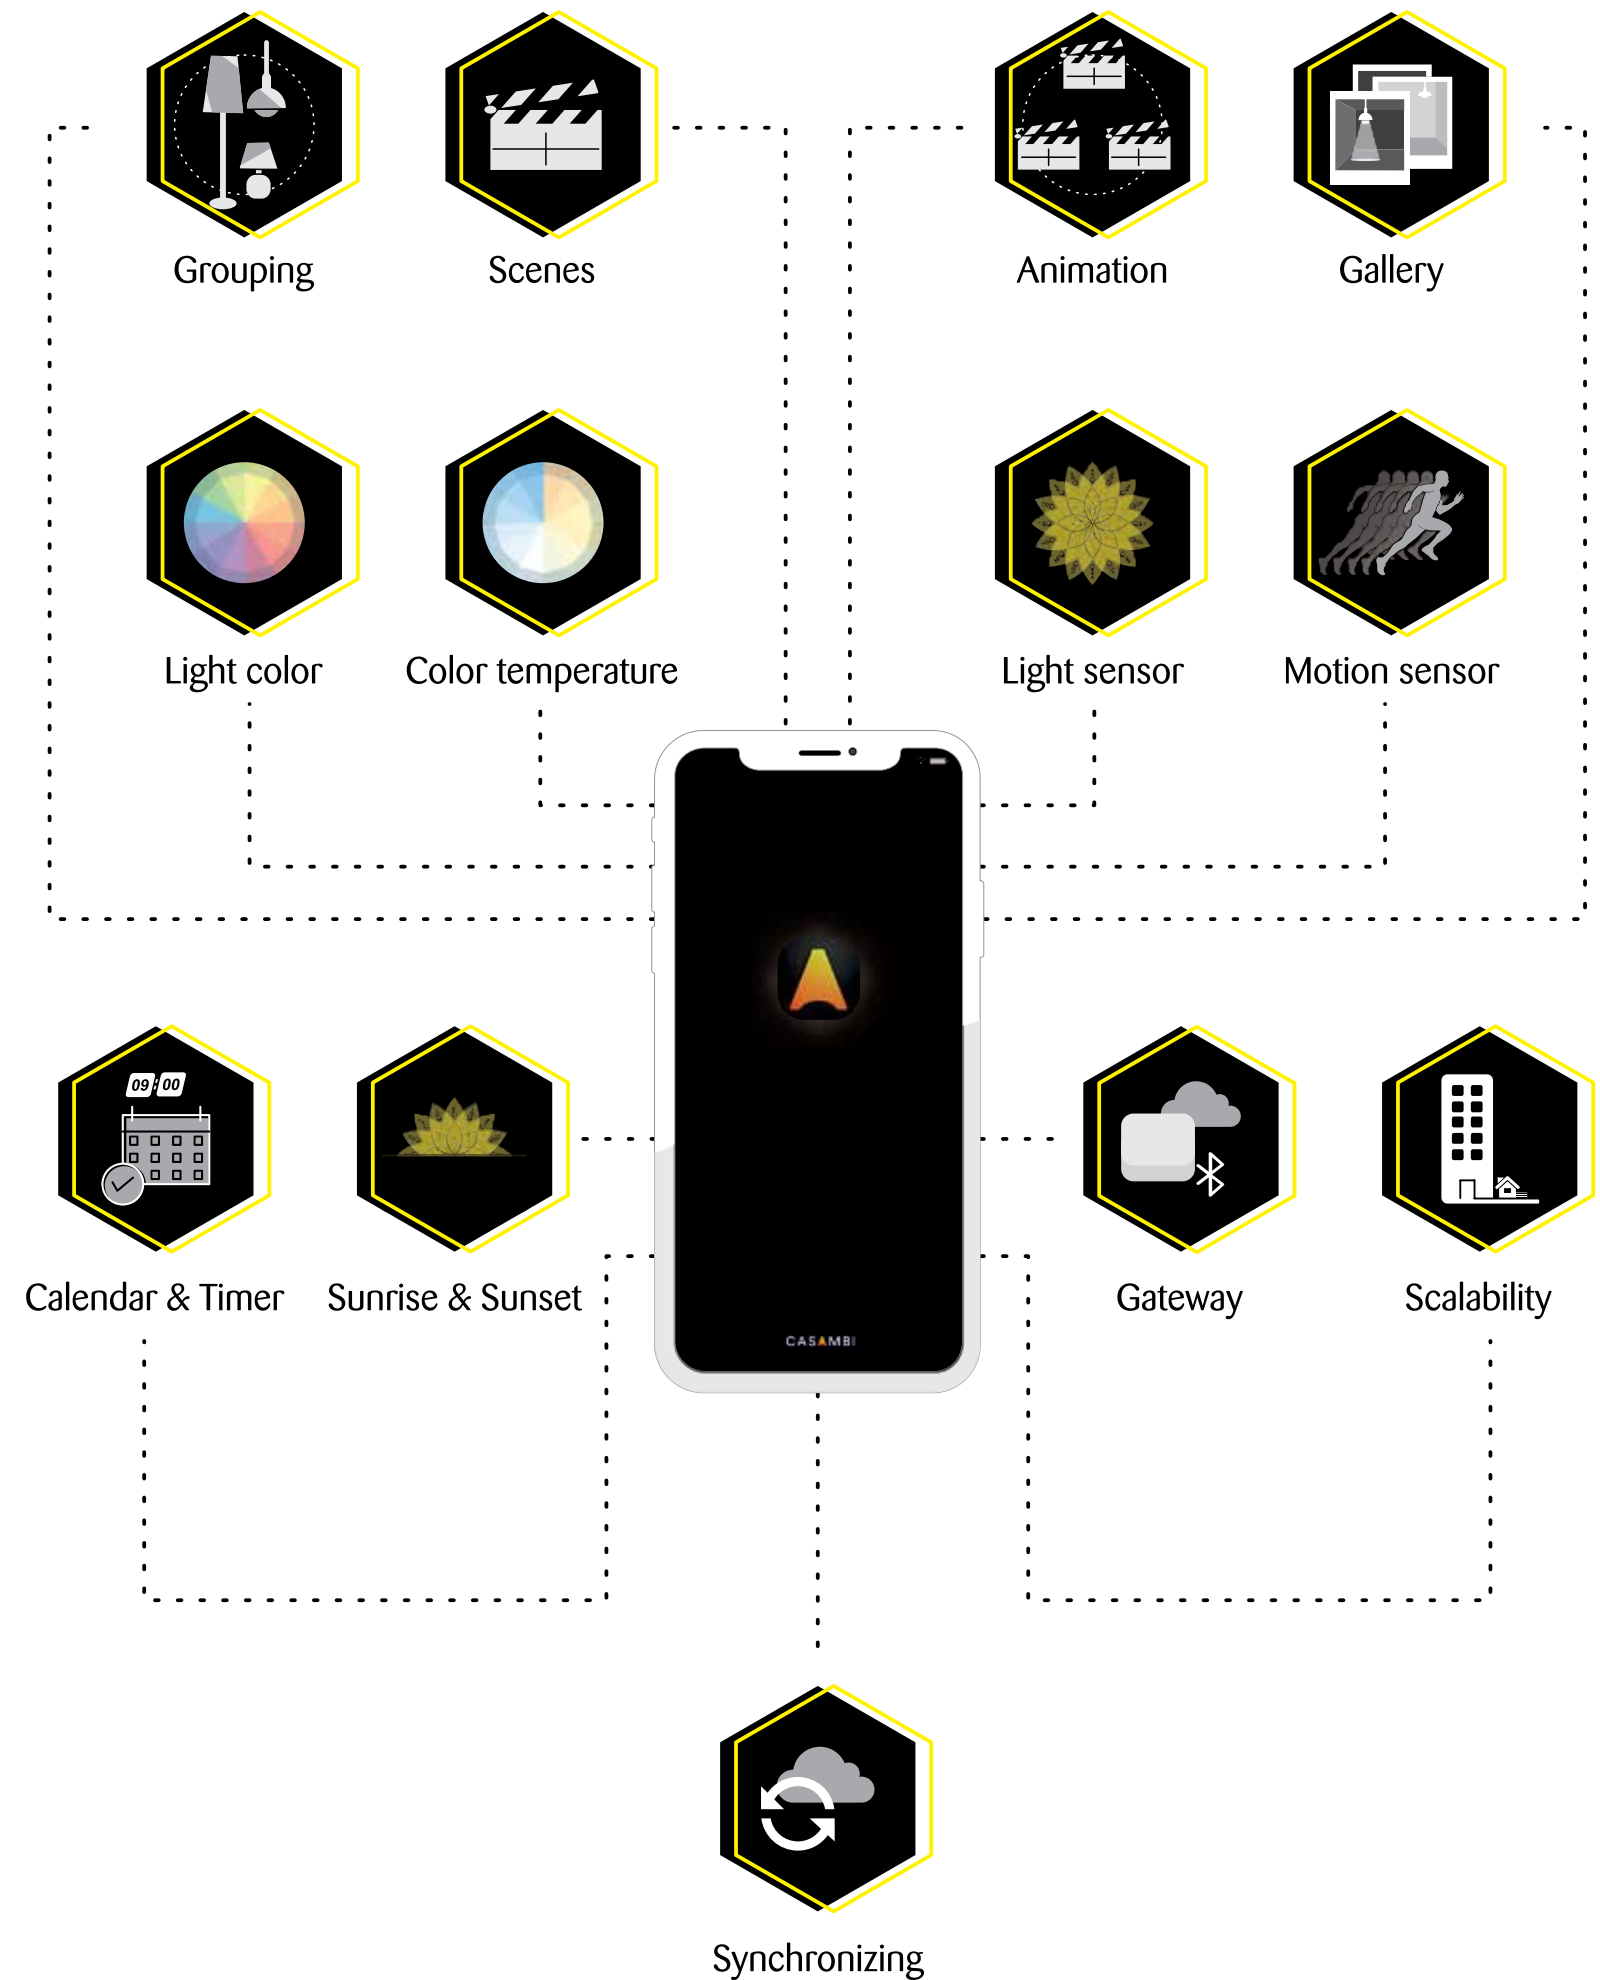 Grouping
Scenes
Animation
Gallery
Light color
Color temperature
Light sensor
Motion sensor
09:00
Calendar & Timer
Sunrise & Sunset
Gateway
Scalability
CASAMBI
Synchronizing